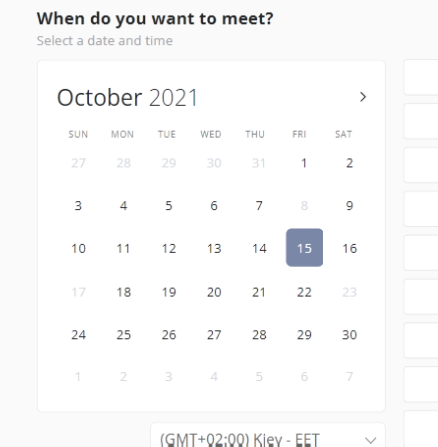 When do you want to meet?
Select a date and time
October 2021
SUN MON TUE WED THU FRI SAT
27 28 29 30 31 1 2
3 4 5 6 7 8 9
10 11 12 13 14 15 16
17 18 19 20 21 22 23
24 25 26 27 28 29 30
1 2 3 4 5 6 7
(GMT+02:00) Kiev - EET